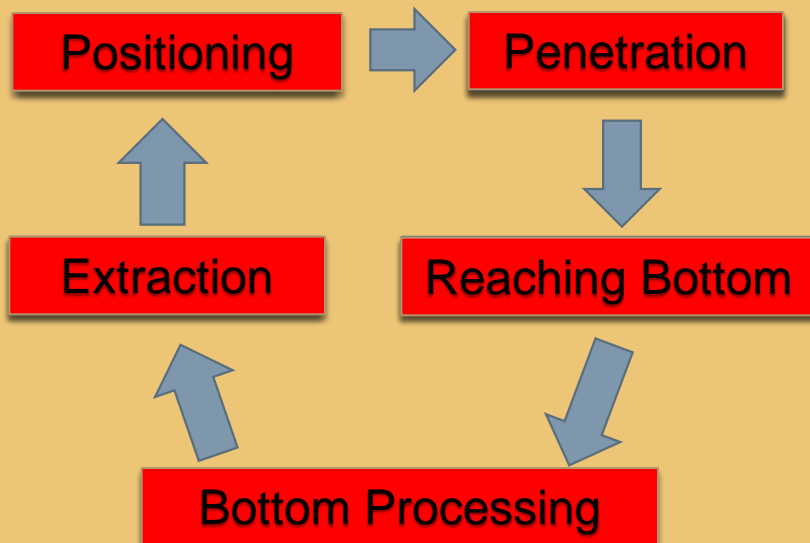 Positioning
Penetration
Extraction
Reaching Bottom
Bottom Processing